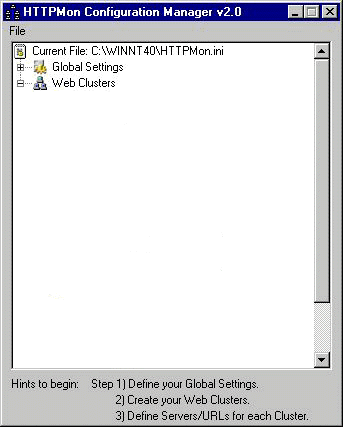 HTTPMon Configuration Manager v2.0
File
Current File: C:\WINNT40\HTTPMon.ini
Global Settings
Web Clusters
Hints to begin: Step 1) Define your Global Settings.
2) Create your Web Clusters.
3) Define Servers/URLs for each Cluster.